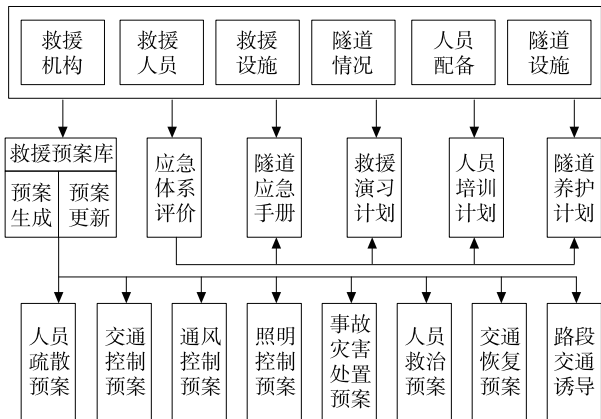 救援
机构
救援
人员
救援
设施
隧道
情况
人员
配备
隧道
设施
救援预案库
预案
生成
预案
更新
应急
体系
评价
隧道
应急
手册
救援
演习
计划
人员
培训
计划
隧道
养护
计划
人员
疏散
预案
交通
控制
预案
通风
控制
预案
照明
控制
预案
事故
灾害
处置
预案
人员
救治
预案
交通
恢复
预案
路段
交通
诱导